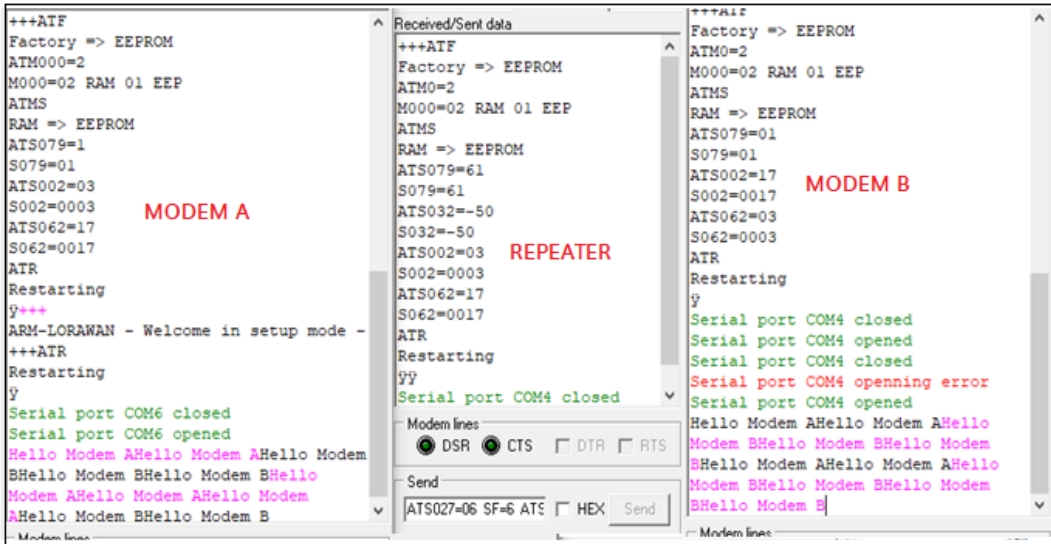 +++ATF
Factory => EEPROM
ATM000=2
M000=02 RAM 01 EEP
ATMS
RAM => EEPROM
ATS079=1
S079=01
ATS002=03
S002=0003
MODEM A
ATS062=17
S062=0017
ATR
Restarting
ÿ+++
ARM-LORAWAN - Welcome in setup mode -
+++ATR
Restarting
ÿ
Serial port COM6 closed
Serial port COM6 opened
Hello Modem AHello Modem AHello Modem
BHello Modem BHello Modem BHello
Modem AHello Modem AHello Modem
AHello Modem BHello Modem B
Modem lines
Received/Sent data
+++ATF
Factory => EEPROM
ATM0=2
M000=02 RAM 01 EEP
ATMS
RAM => EEPROM
ATS079=61
S079=61
ATS032=-50
S032=-50
ATS002=03
REPEATER
S002=0003
ATS062=17
S062=0017
ATR
Restarting
ÿÿ
Serial port COM4 closed
Modem lines
DSR CTS DTR RTS
Send
ATS027=06 SF=6 ATS HEX Send
+++ATF
Factory => EEPROM
ATM0=2
M000=02 RAM 01 EEP
ATMS
RAM => EEPROM
ATS079=01
S079=01
ATS002=17
MODEM B
S002=0017
ATS062=03
S062=0003
ATR
Restarting
ÿ
Serial port COM4 closed
Serial port COM4 opened
Serial port COM4 closed
Serial port COM4 openning error
Serial port COM4 opened
Hello Modem AHello Modem AHello
Modem BHello Modem BHello Modem
BHello Modem AHello Modem AHello
Modem BHello Modem BHello Modem
BHello Modem B
Modem lines